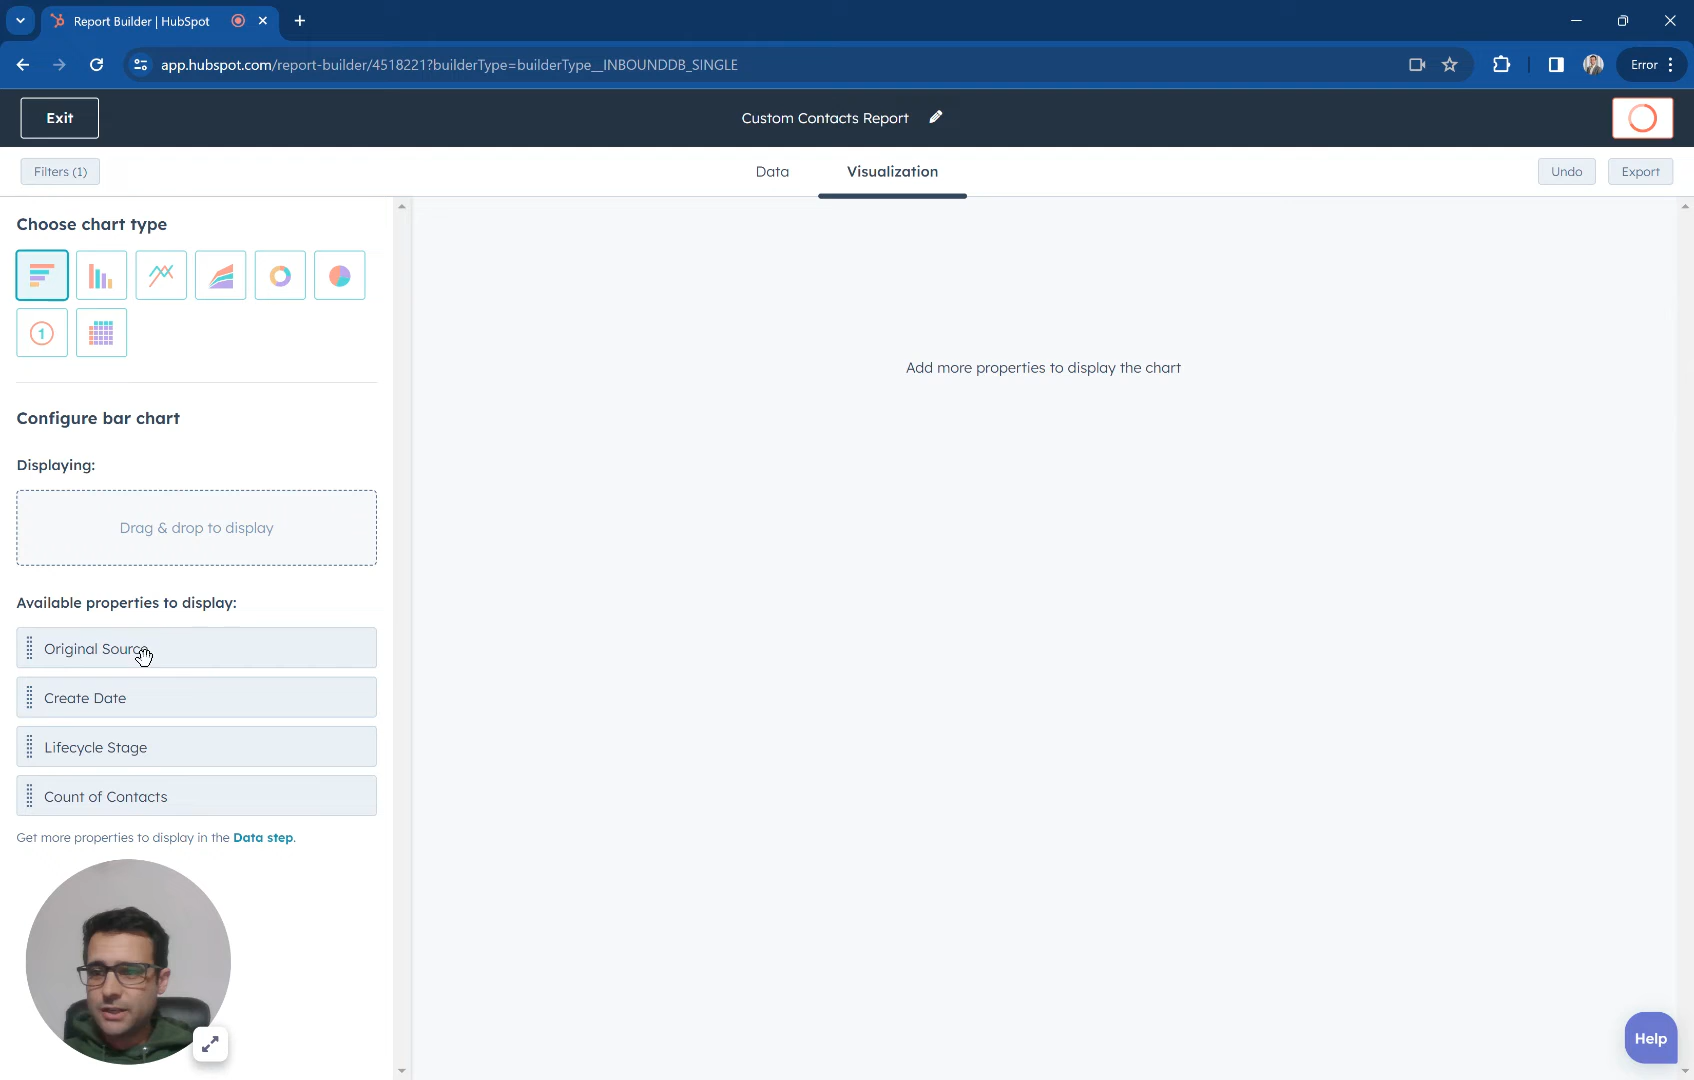 Report Builder | HubSpot
app.hubspot.com/report-builder/4518221?builderType=builderType__INBOUNDDB_SINGLE
Error
Exit
Custom Contacts Report
Filters (1)
Data
Visualization
Undo
Export
Choose chart type
1
Configure bar chart
Displaying:
Drag & drop to display
Available properties to display:
Original Source
Create Date
Lifecycle Stage
Count of Contacts
Get more properties to display in the Data step.
Add more properties to display the chart
Help